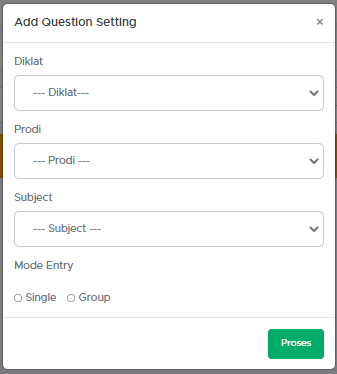 Add Question Setting ×
Diklat
--- Diklat---
Prodi
--- Prodi ---
Subject
--- Subject ---
Mode Entry
Single Group
Proses